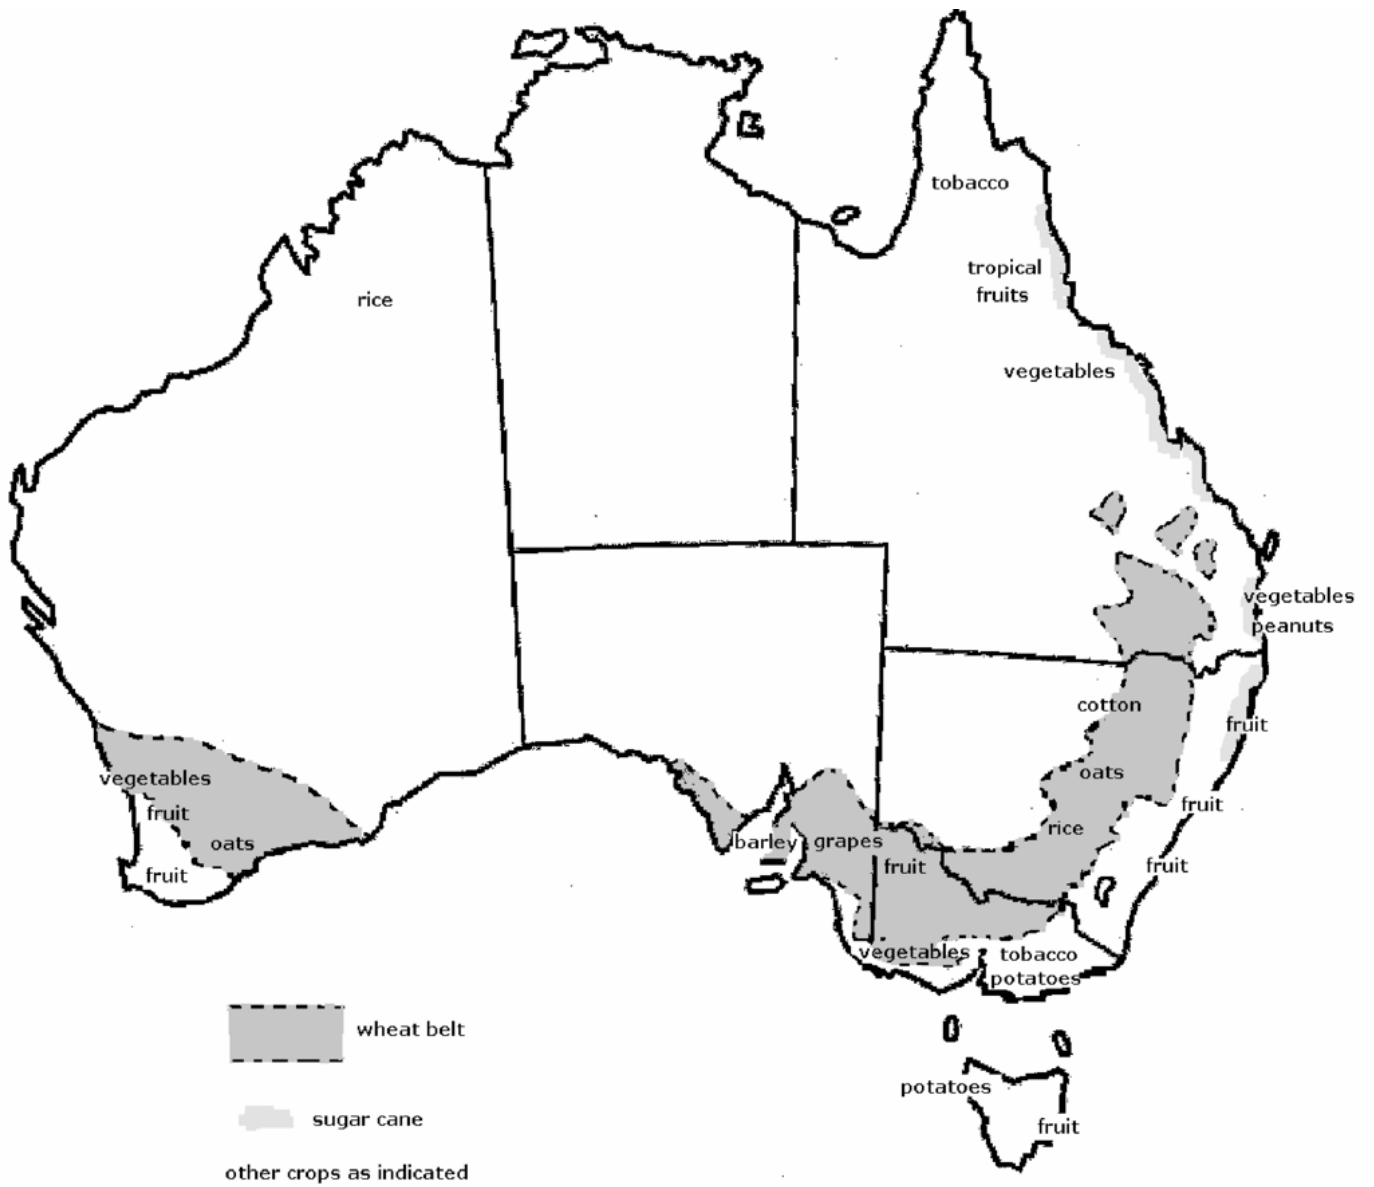 tobacco
tropical
fruits
rice
vegetables
vegetables
peanuts
cotton
fruit
vegetables
oats
fruit
fruit
rice
oats
barley
grapes
fruit
fruit
fruit
vegetables
tobacco
potatoes
wheat belt
potatoes
sugar cane
fruit
other crops as indicated